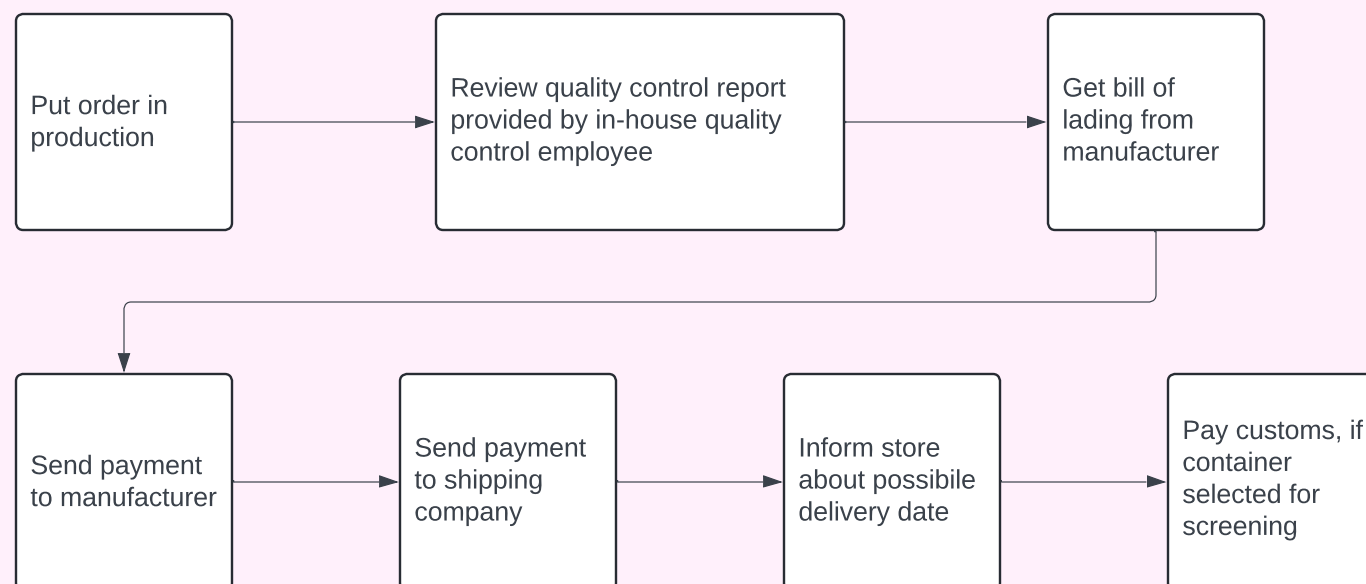 Put order in
production
Review quality control report
provided by in-house quality
control employee
Get bill of
lading from
manufacturer
Send payment
to manufacturer
Send payment
to shipping
company
Inform store
about possibile
delivery date
Pay customs, if
container
selected for
screening